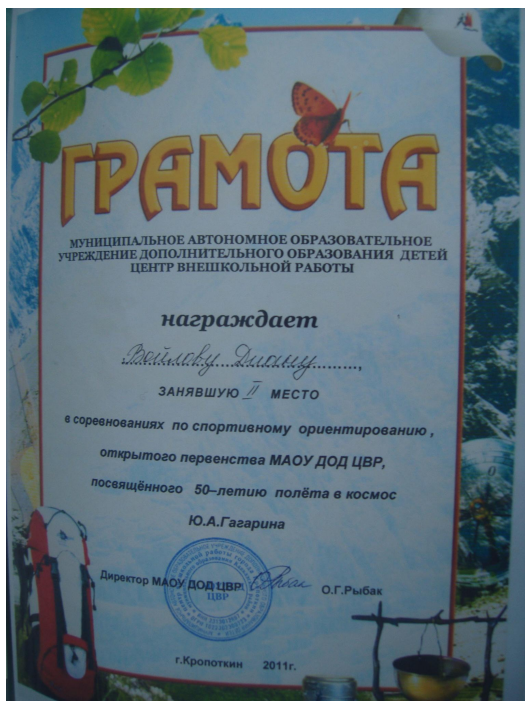 ГРАМОТА
МУНИЦИПАЛЬНОЕ АВТОНОМНОЕ ОБРАЗОВАТЕЛЬНОЕ
УЧРЕЖДЕНИЕ ДОПОЛНИТЕЛЬНОГО ОБРАЗОВАНИЯ ДЕТЕЙ
ЦЕНТР ВНЕШКОЛЬНОЙ РАБОТЫ
награждает
Войлову Диану
ЗАНЯВШУЮ II МЕСТО
в соревнованиях по спортивному ориентированию,
открытого первенства МАОУ ДОД ЦВР,
посвящённого 50–летию полёта в космос
Ю.А.Гагарина
Директор МАОУ ДОД ЦВР О.Г.Рыбак
ЦВР
г.Кропоткин 2011г.